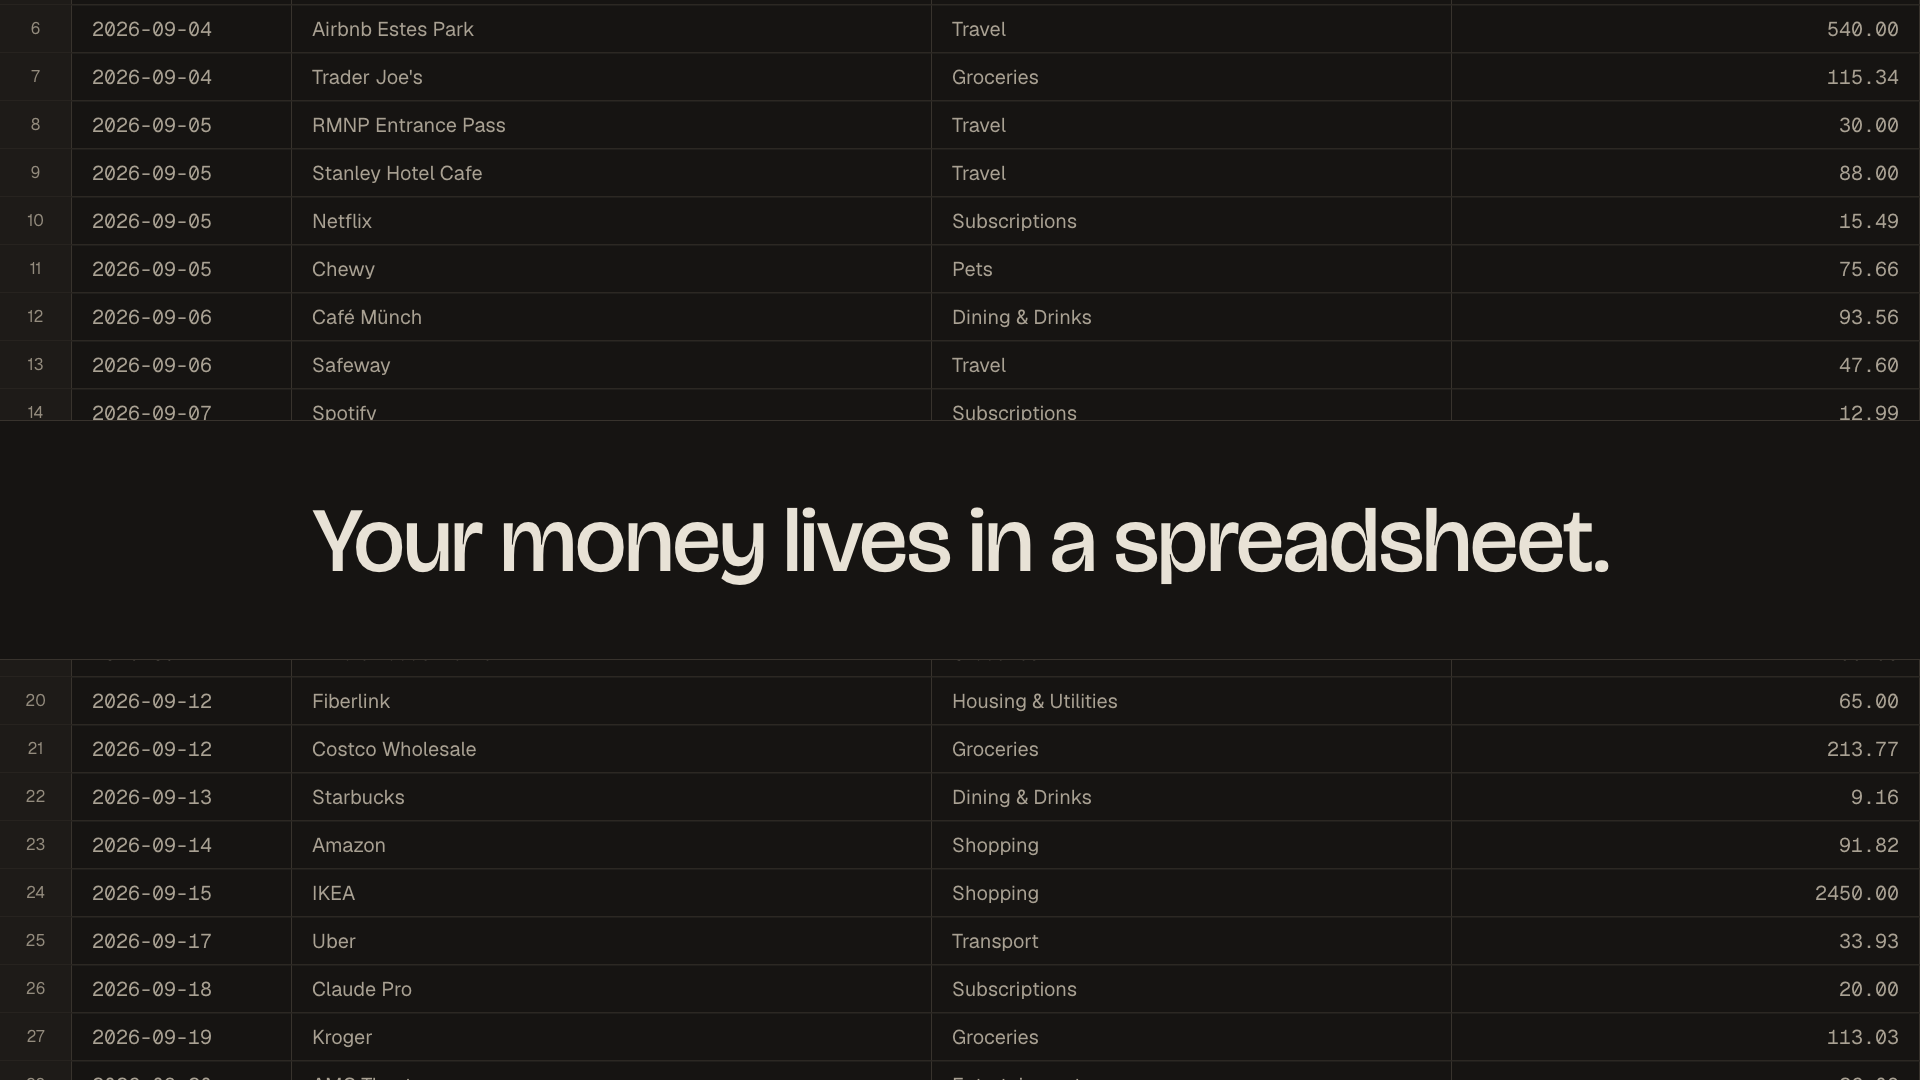 6 2026-09-04 Airbnb Estes Park Travel 540.00
7 2026-09-04 Trader Joe's Groceries 115.34
8 2026-09-05 RMNP Entrance Pass Travel 30.00
9 2026-09-05 Stanley Hotel Cafe Travel 88.00
10 2026-09-05 Netflix Subscriptions 15.49
11 2026-09-05 Chewy Pets 75.66
12 2026-09-06 Café Münch Dining & Drinks 93.56
13 2026-09-06 Safeway Travel 47.60
14 2026-09-07 Spotify Subscriptions 12.99
Your money lives in a spreadsheet.
20 2026-09-12 Fiberlink Housing & Utilities 65.00
21 2026-09-12 Costco Wholesale Groceries 213.77
22 2026-09-13 Starbucks Dining & Drinks 9.16
23 2026-09-14 Amazon Shopping 91.82
24 2026-09-15 IKEA Shopping 2450.00
25 2026-09-17 Uber Transport 33.93
26 2026-09-18 Claude Pro Subscriptions 20.00
27 2026-09-19 Kroger Groceries 113.03